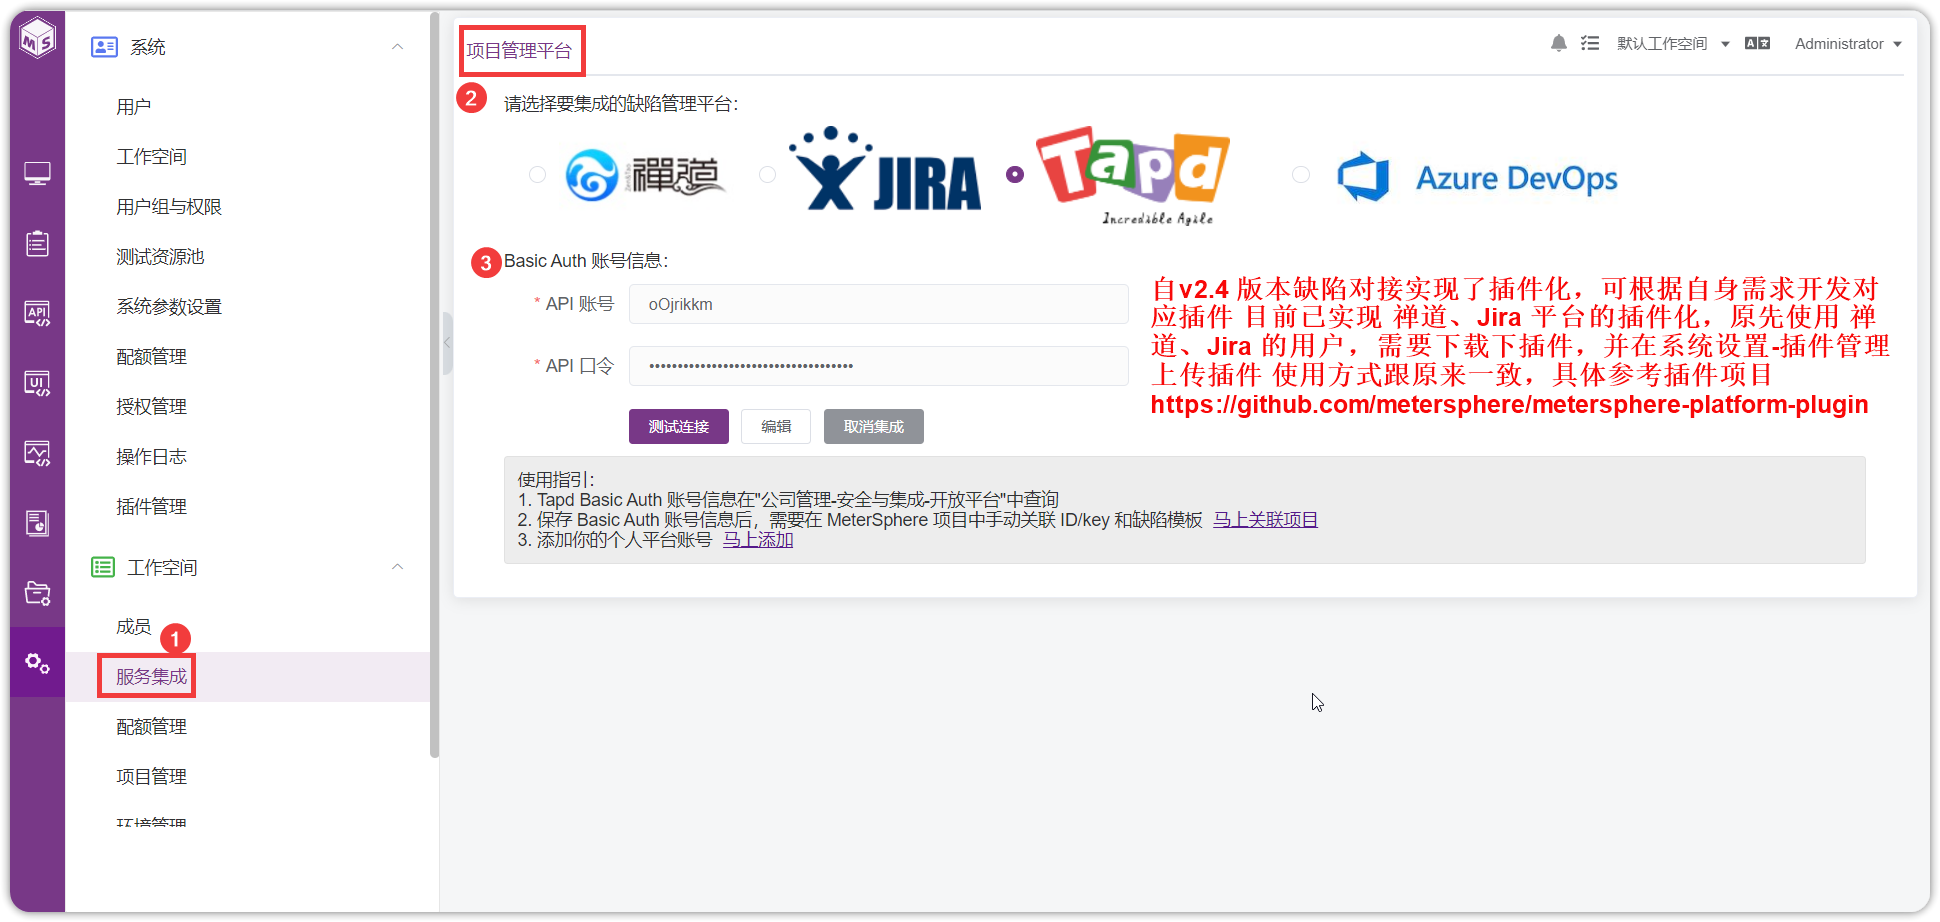 系统
用户
工作空间
用户组与权限
测试资源池
系统参数设置
配额管理
授权管理
操作日志
插件管理
工作空间
成员
1
服务集成
配额管理
项目管理
环境管理
MS
API
UI
项目管理平台
默认工作空间
Administrator
2
请选择要集成的缺陷管理平台：
禅道
JIRA
Tapd
Incredible Agile
Azure DevOps
3
Basic Auth 账号信息：
* API 账号
oOjrikkm
* API 口令
测试连接
编辑
取消集成
自v2.4 版本缺陷对接实现了插件化，可根据自身需求开发对
应插件 目前已实现 禅道、Jira 平台的插件化，原先使用 禅
道、Jira 的用户，需要下载下插件，并在系统设置-插件管理
上传插件 使用方式跟原来一致，具体参考插件项目
https://github.com/metersphere/metersphere-platform-plugin
使用指引：
1. Tapd Basic Auth 账号信息在"公司管理-安全与集成-开放平台"中查询
2. 保存 Basic Auth 账号信息后，需要在 MeterSphere 项目中手动关联 ID/key 和缺陷模板 马上关联项目
3. 添加你的个人平台账号 马上添加